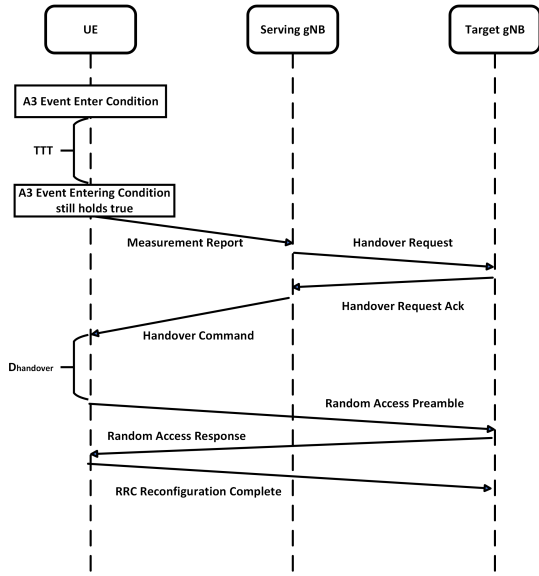 UE
Serving gNB
Target gNB
A3 Event Enter Condition
TTT
A3 Event Entering Condition
still holds true
Measurement Report
Handover Request
Handover Request Ack
Handover Command
Dhandover
Random Access Preamble
Random Access Response
RRC Reconfiguration Complete